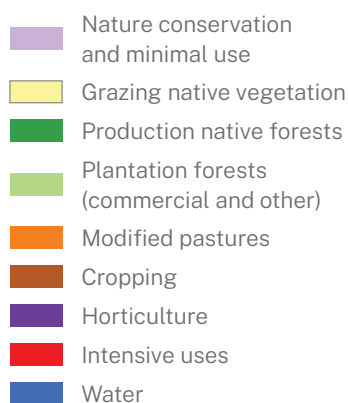 Nature conservation
and minimal use
Grazing native vegetation
Production native forests
Plantation forests
(commercial and other)
Modified pastures
Cropping
Horticulture
Intensive uses
Water